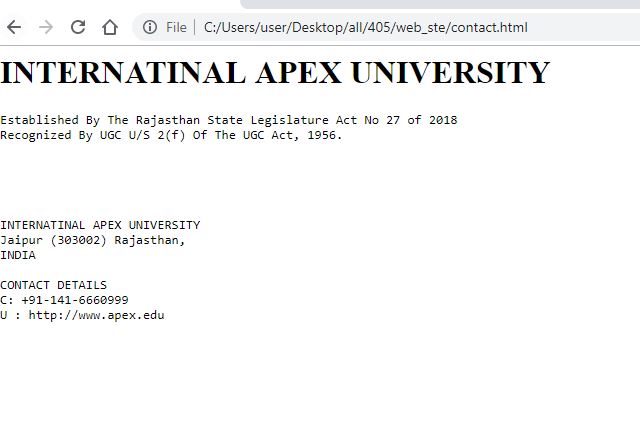 File
C:/Users/user/Desktop/all/405/web_ste/contact.html
INTERNATINAL APEX UNIVERSITY
Established By The Rajasthan State Legislature Act No 27 of 2018
Recognized By UGC U/S 2(f) Of The UGC Act, 1956.
INTERNATINAL APEX UNIVERSITY
Jaipur (303002) Rajasthan,
INDIA
CONTACT DETAILS
C: +91-141-6660999
U : http://www.apex.edu